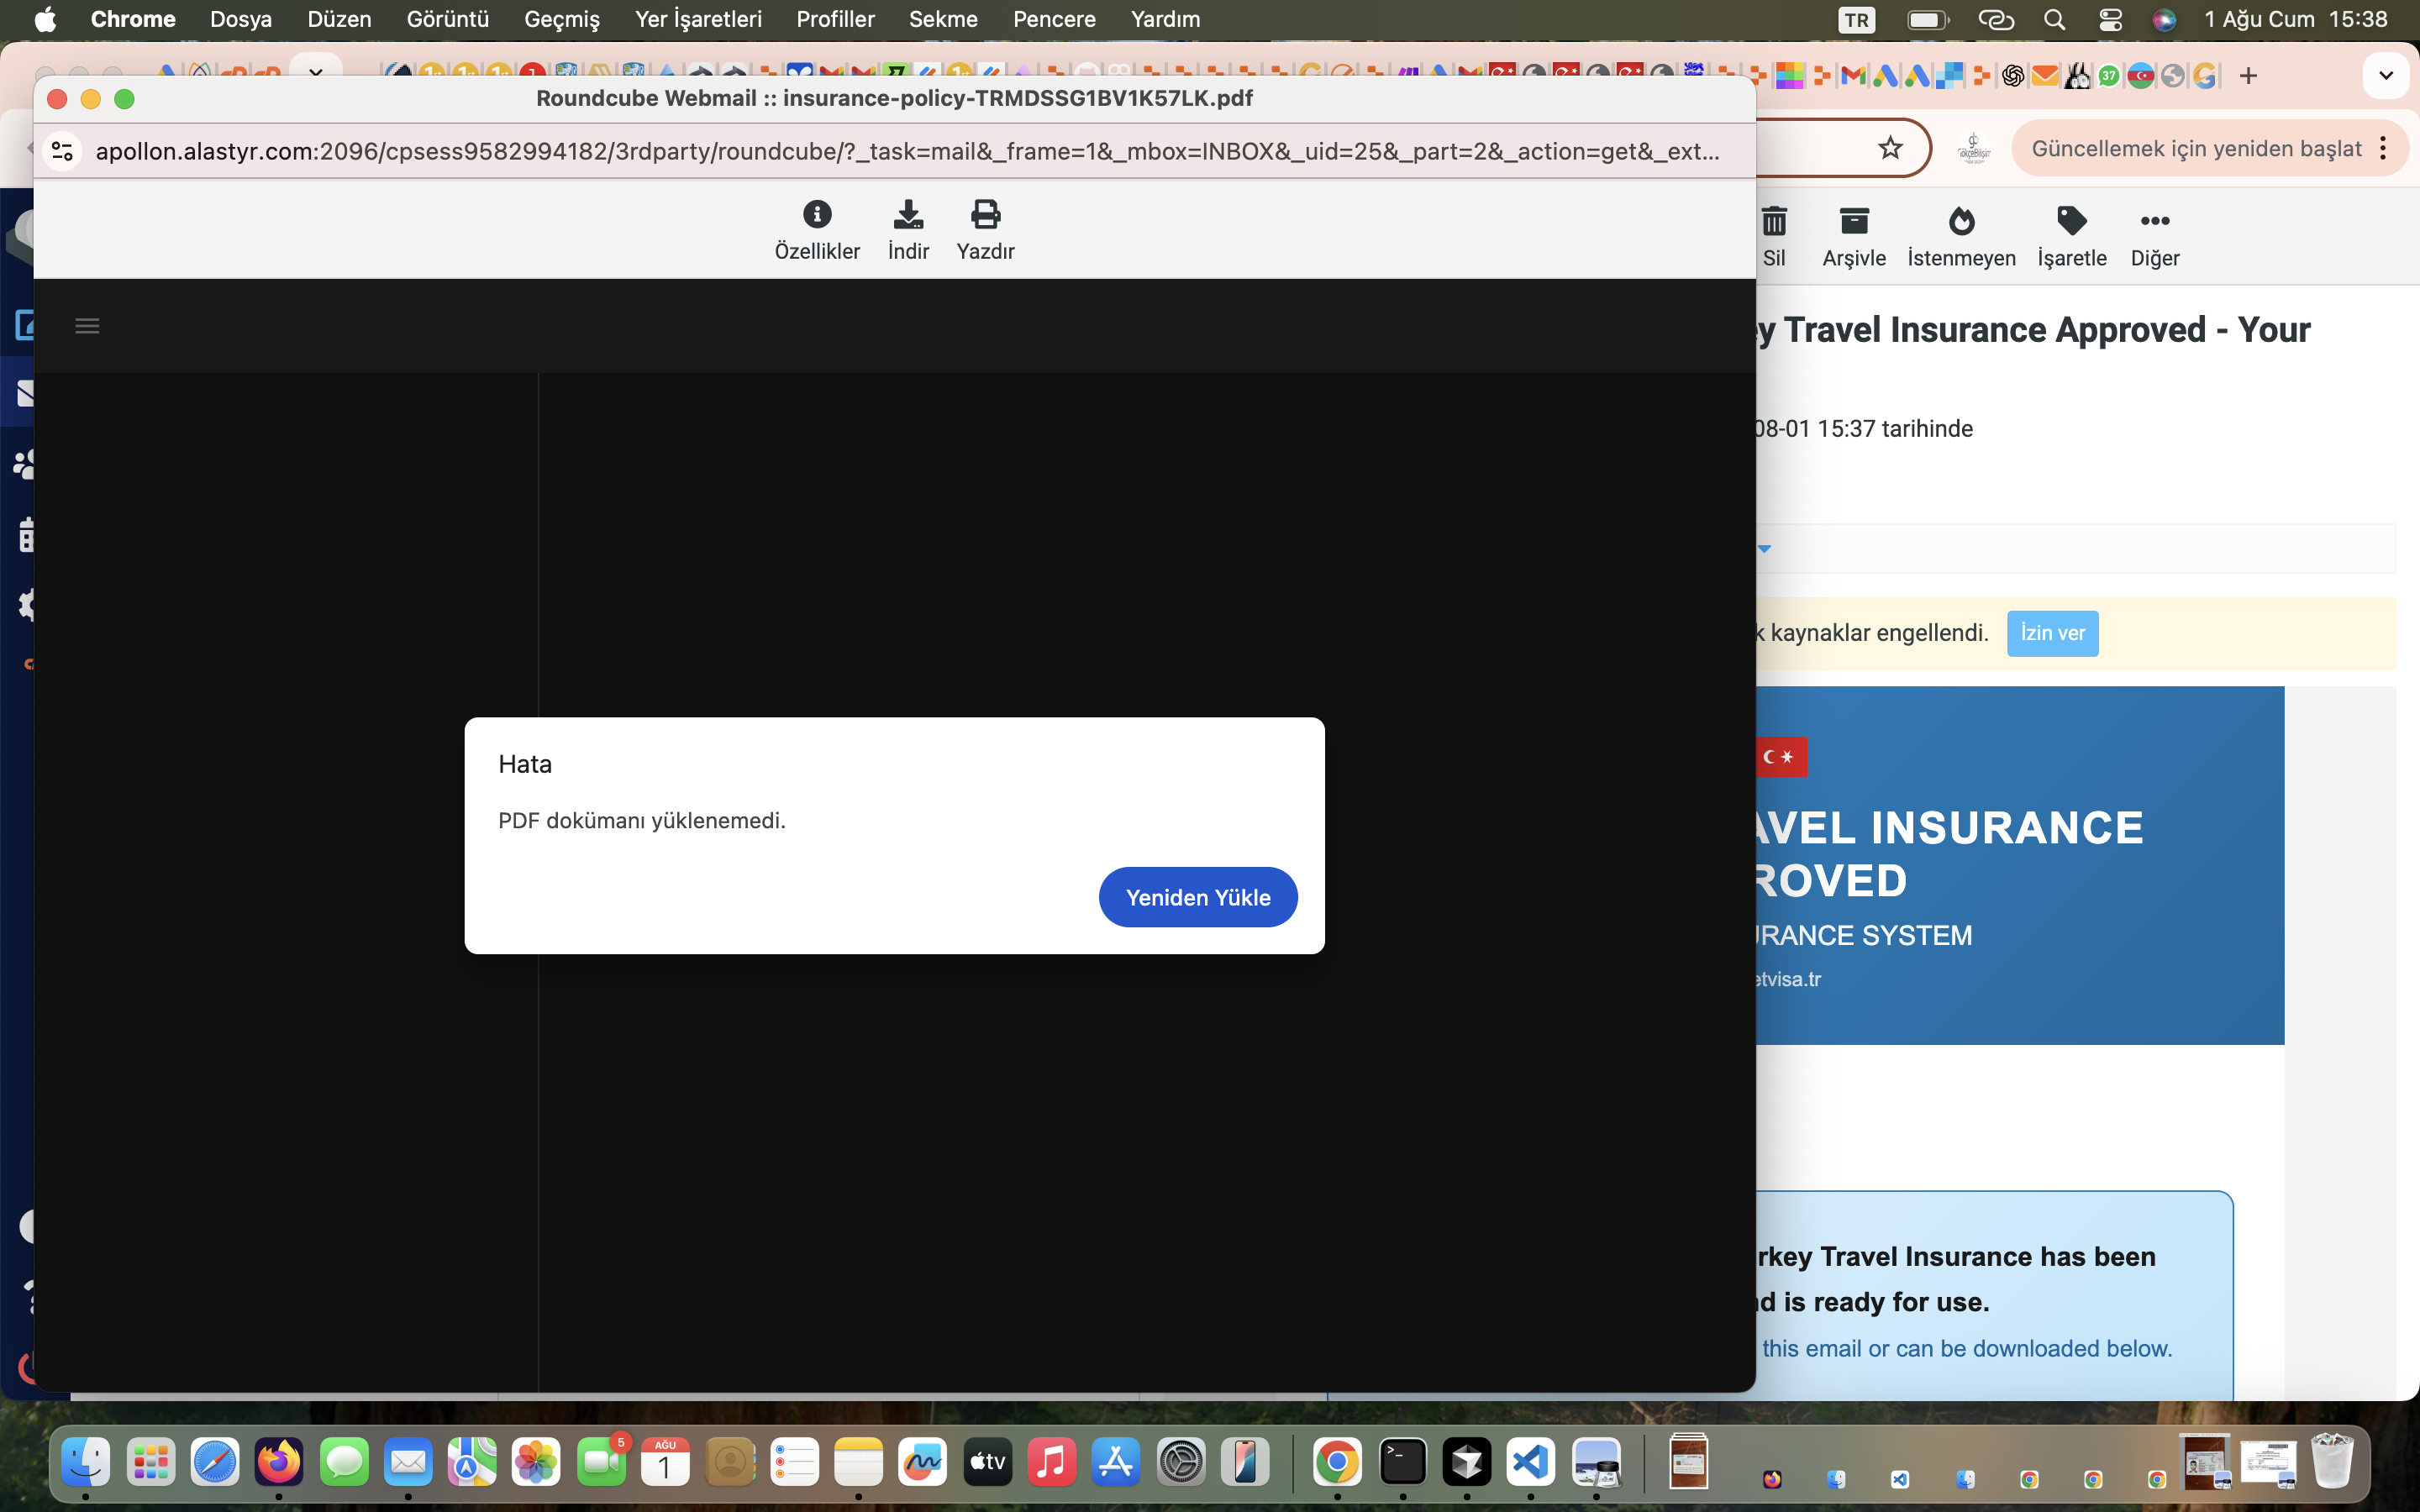 Chrome Dosya Düzen Görüntü Geçmiş Yer İşaretleri Profiller Sekme Pencere Yardım TR 1 Ağu Cum 15:38
37
Roundcube Webmail :: insurance-policy-TRMDSSG1BV1K57LK.pdf
apollon.alastyr.com:2096/cpsess9582994182/3rdparty/roundcube/?_task=mail&_frame=1&_mbox=INBOX&_uid=25&_part=2&_action=get&_ext...
Güncellemek için yeniden başlat
Özellikler İndir Yazdır
Sil Arşivle İstenmeyen İşaretle Diğer
y Travel Insurance Approved - Your
08-01 15:37 tarihinde
k kaynaklar engellendi. İzin ver
Hata
PDF dokümanı yüklenemedi.
Yeniden Yükle
AVEL INSURANCE
ROVED
URANCE SYSTEM
etvisa.tr
rkey Travel Insurance has been
d is ready for use.
this email or can be downloaded below.
5
AĞU
1
tv